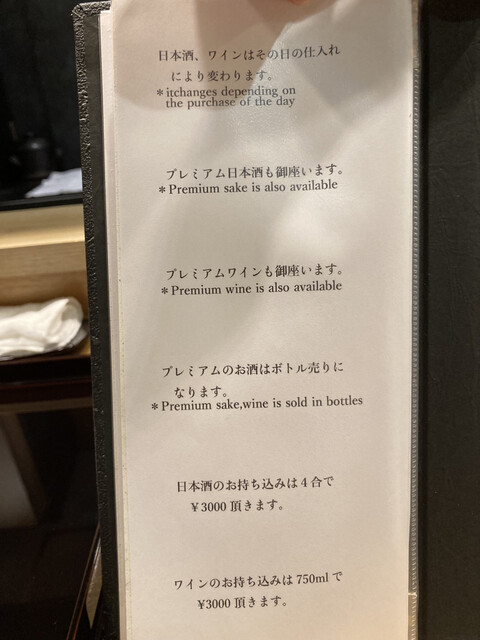 日本酒、ワインはその日の仕入れ
により変わります。
＊itchanges depending on
the purchase of the day
プレミアム日本酒も御座います。
＊Premium sake is also available
プレミアムワインも御座います。
＊Premium wine is also available
プレミアムのお酒はボトル売りに
なります。
＊Premium sake,wine is sold in bottles
日本酒のお持ち込みは４合で
￥3000 頂きます。
ワインのお持ち込みは 750ml で
¥3000 頂きます。